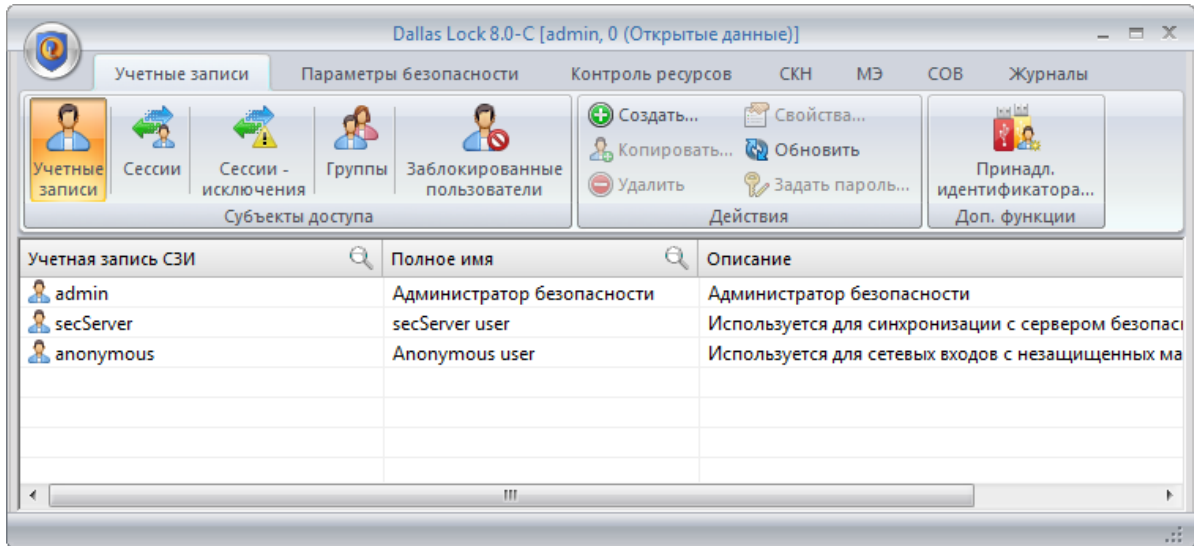 Dallas Lock 8.0-C [admin, 0 (Открытые данные)]
Учетные записи Параметры безопасности Контроль ресурсов СКН МЭ СОВ Журналы
Учетные записи
Сессии
Сессии - исключения
Группы
Заблокированные пользователи
Субъекты доступа
Создать... Свойства...
Копировать... Обновить
Удалить Задать пароль...
Действия
Принадл. идентификатора...
Доп. функции
Учетная запись СЗИ Полное имя Описание
admin Администратор безопасности Администратор безопасности
secServer secServer user Используется для синхронизации с сервером безопас
anonymous Anonymous user Используется для сетевых входов с незащищенных ма